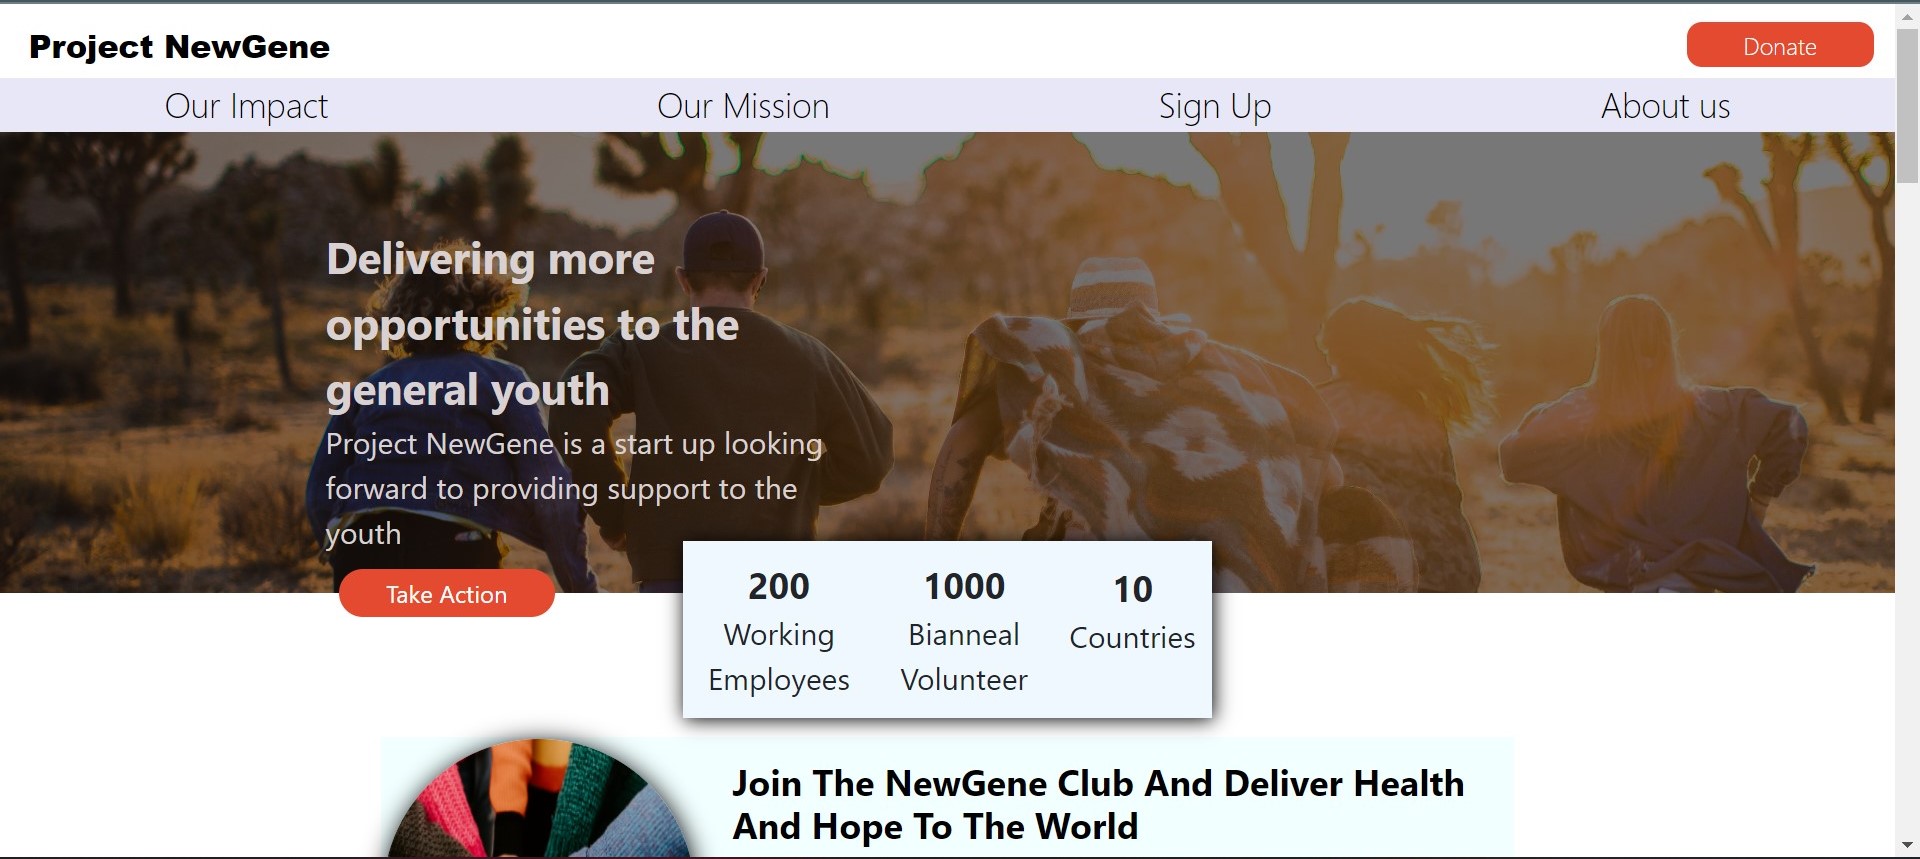 Project NewGene
Donate
Our Impact
Our Mission
Sign Up
About us
Delivering more
opportunities to the
general youth
Project NewGene is a start up looking
forward to providing support to the
youth
Take Action
200
Working
Employees
1000
Bianneal
Volunteer
10
Countries
Join The NewGene Club And Deliver Health
And Hope To The World